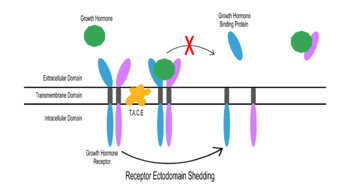 Growth Hormone
Growth Hormone
Binding Protein
X
Extracellular Domain
Transmembrane Domain
Intracellular Domain
T.A.C.E
Growth Hormone
Receptor
Receptor Ectodomain Shedding